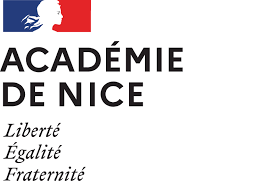 ACADÉMIE
DE NICE
Liberté
Égalité
Fraternité